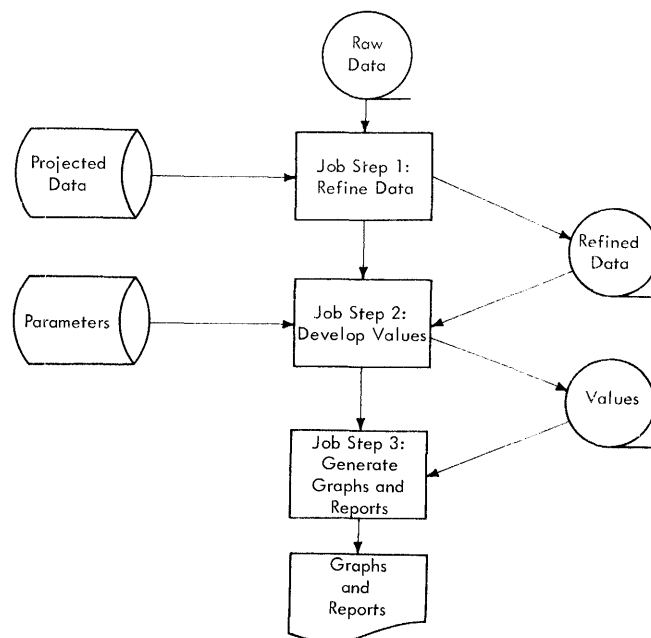 Raw
Data
Projected
Data
Job Step 1:
Refine Data
Refined
Data
Parameters
Job Step 2:
Develop Values
Values
Job Step 3:
Generate
Graphs and
Reports
Graphs
and
Reports